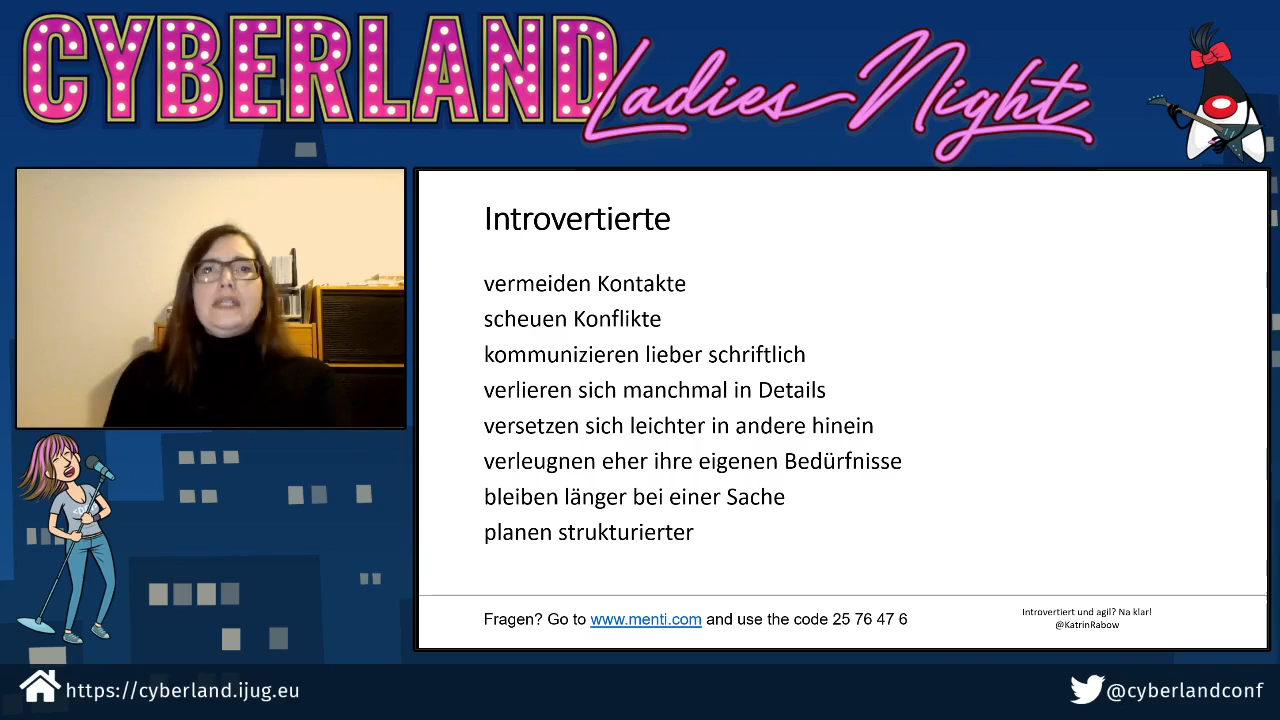 CYBERLAND Ladies Night
Introvertierte
vermeiden Kontakte
scheuen Konflikte
kommunizieren lieber schriftlich
verlieren sich manchmal in Details
versetzen sich leichter in andere hinein
verleugnen eher ihre eigenen Bedürfnisse
bleiben länger bei einer Sache
planen strukturierter
Fragen? Go to www.menti.com and use the code 25 76 47 6
Introvertiert und agil? Na klar!
@KatrinRabow
https://cyberland.ijug.eu
@cyberlandconf